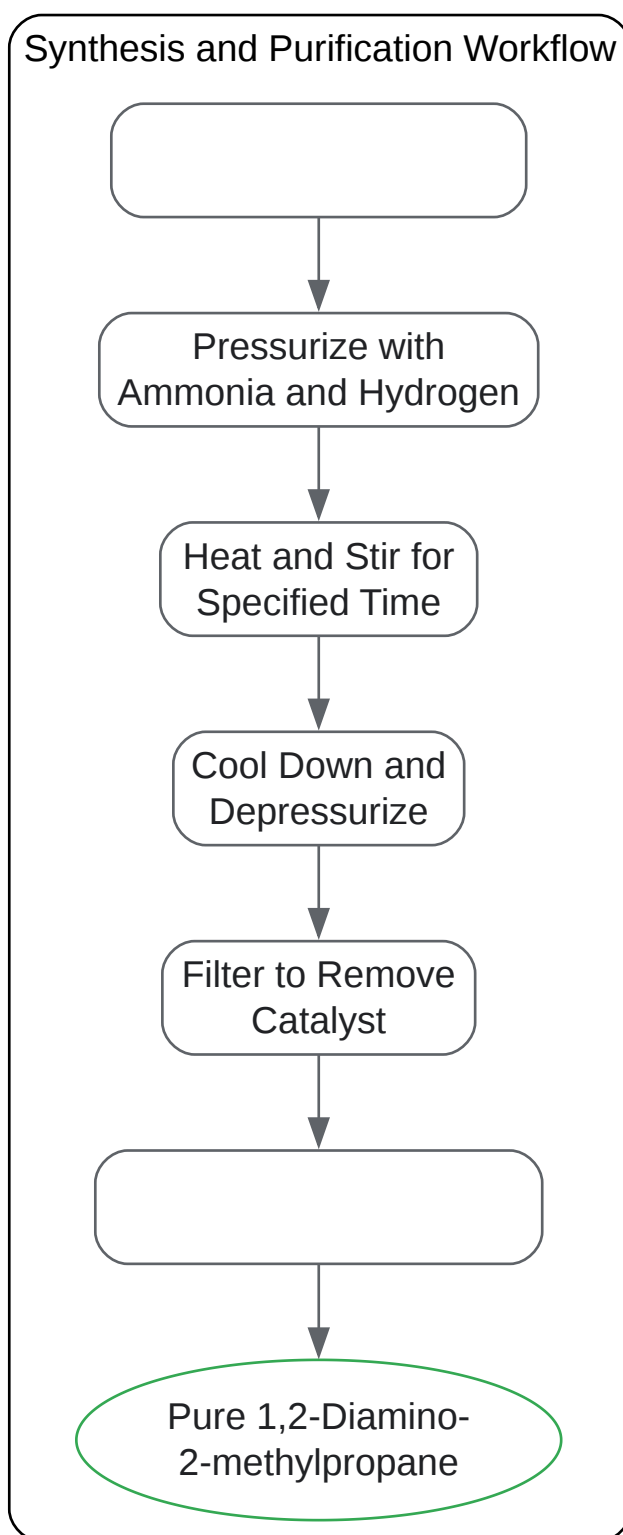 Synthesis and Purification Workflow
Pressurize with
Ammonia and Hydrogen
Heat and Stir for
Specified Time
Cool Down and
Depressurize
Filter to Remove
Catalyst
Pure 1,2-Diamino-
2-methylpropane